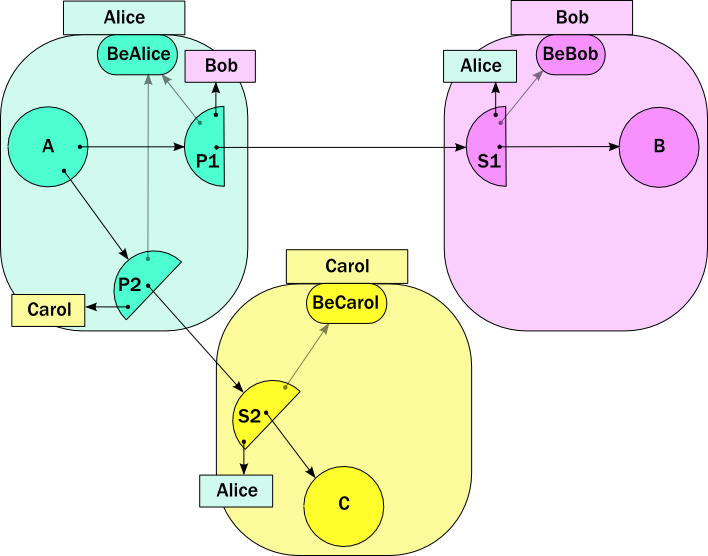 Alice
Bob
BeAlice
Bob
Alice
BeBob
A
P1
S1
B
P2
Carol
Carol
BeCarol
S2
Alice
C